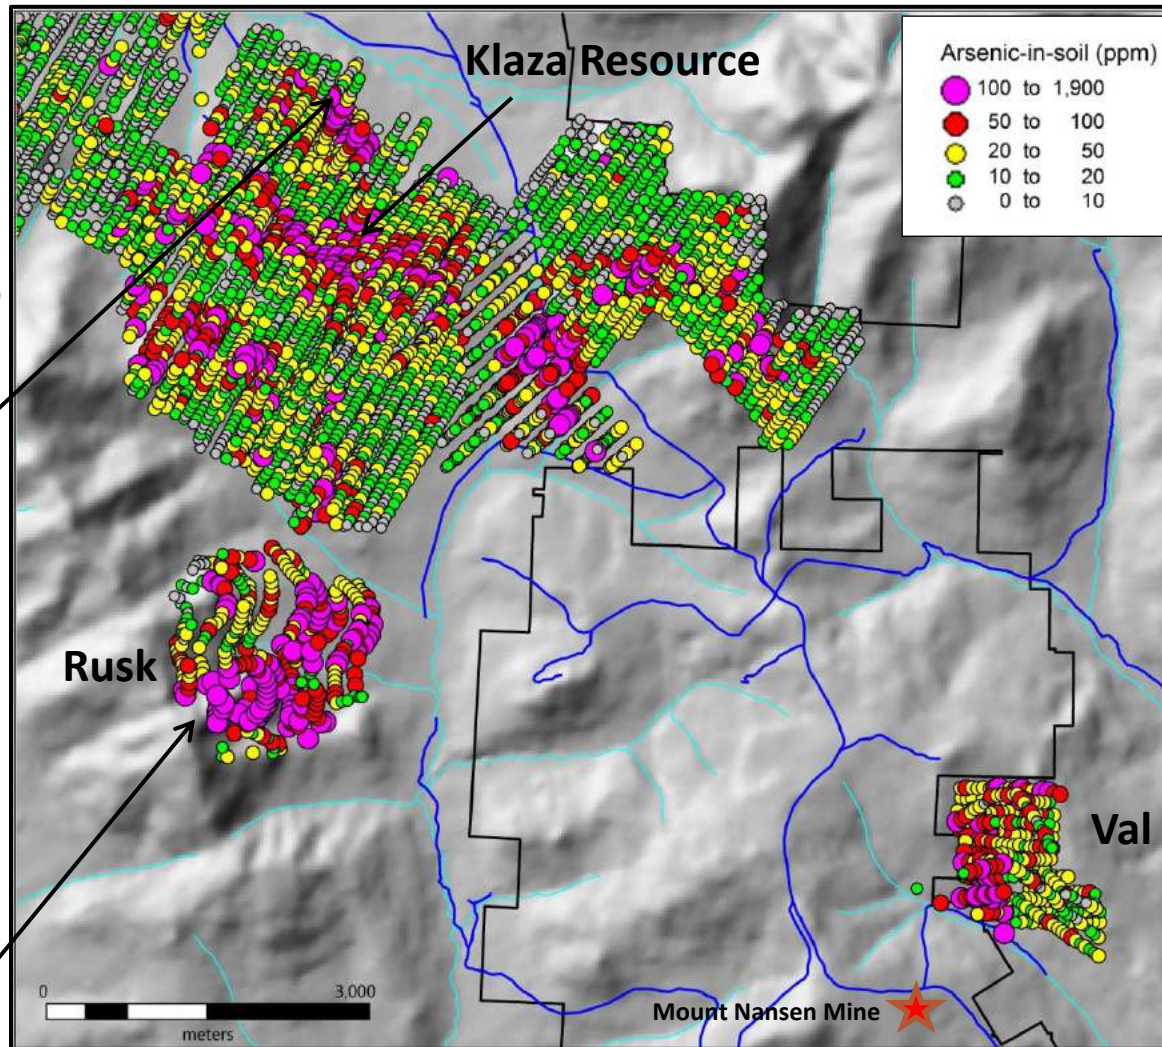 Klaza Resource
Arsenic-in-soil (ppm)
100 to 1,900
50 to 100
20 to 50
10 to 20
0 to 10
Rusk
Val
0 3,000
meters
Mount Nansen Mine